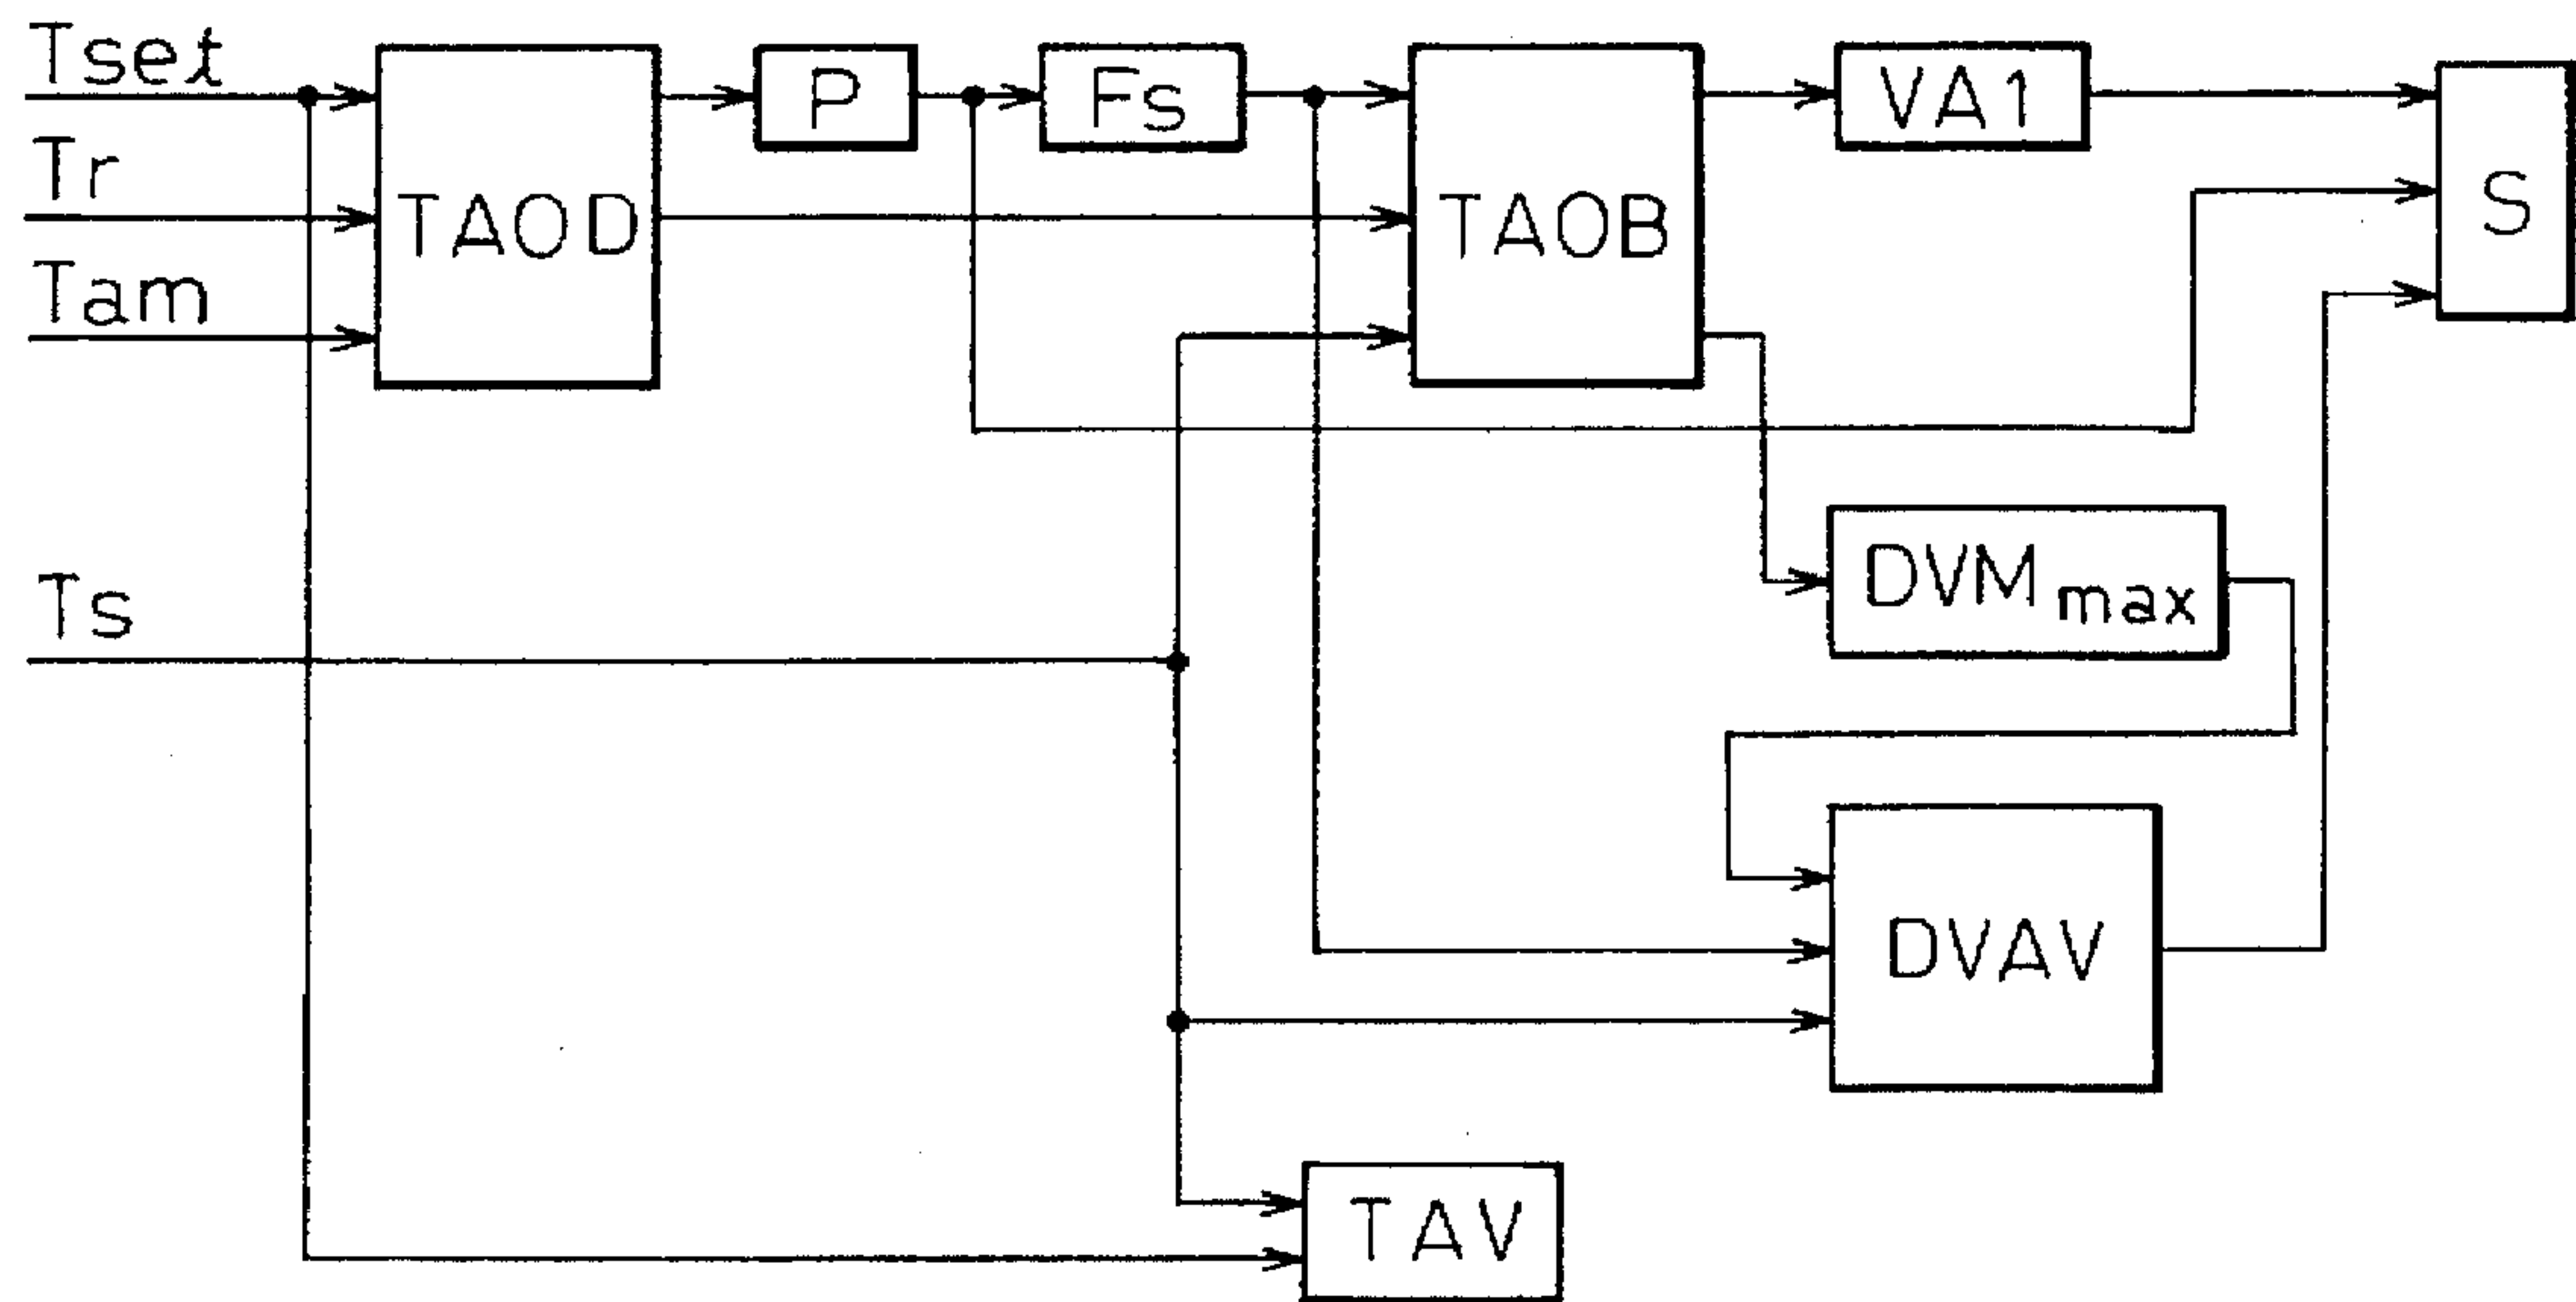 Tset
Tr
Tam
Ts
TAOD
P
Fs
TAOB
VA1
S
DVMmax
DVAV
TAV